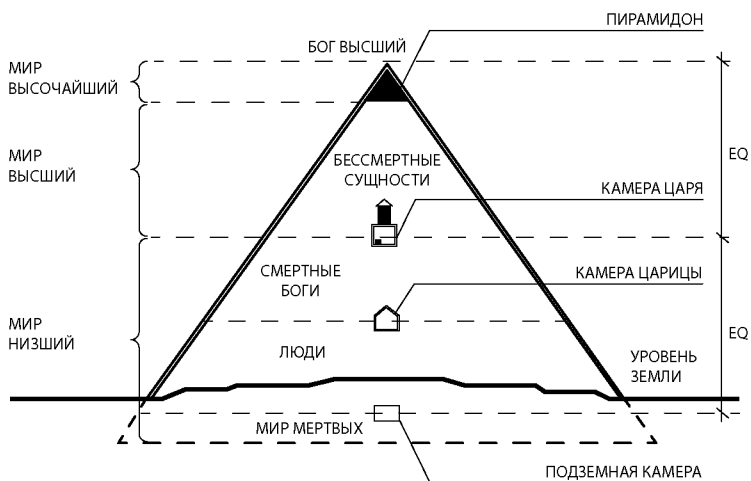 ПИРАМИДОН
БОГ ВЫСШИЙ
МИР
ВЫСОЧАЙШИЙ
МИР
ВЫСШИЙ
БЕССМЕРТНЫЕ
СУЩНОСТИ
EQ
КАМЕРА ЦАРЯ
СМЕРТНЫЕ
БОГИ
КАМЕРА ЦАРИЦЫ
МИР
НИЗШИЙ
ЛЮДИ
EQ
УРОВЕНЬ
ЗЕМЛИ
МИР МЕРТВЫХ
ПОДЗЕМНАЯ КАМЕРА